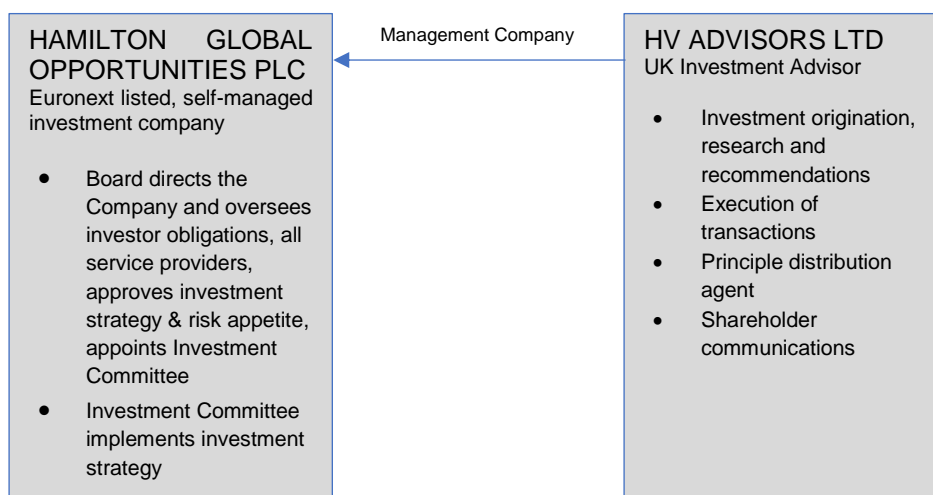 HAMILTON GLOBAL
OPPORTUNITIES PLC
Euronext listed, self-managed
investment company
• Board directs the
Company and oversees
investor obligations, all
service providers,
approves investment
strategy & risk appetite,
appoints Investment
Committee
• Investment Committee
implements investment
strategy
Management Company
HV ADVISORS LTD
UK Investment Advisor
• Investment origination,
research and
recommendations
• Execution of
transactions
• Principle distribution
agent
• Shareholder
communications